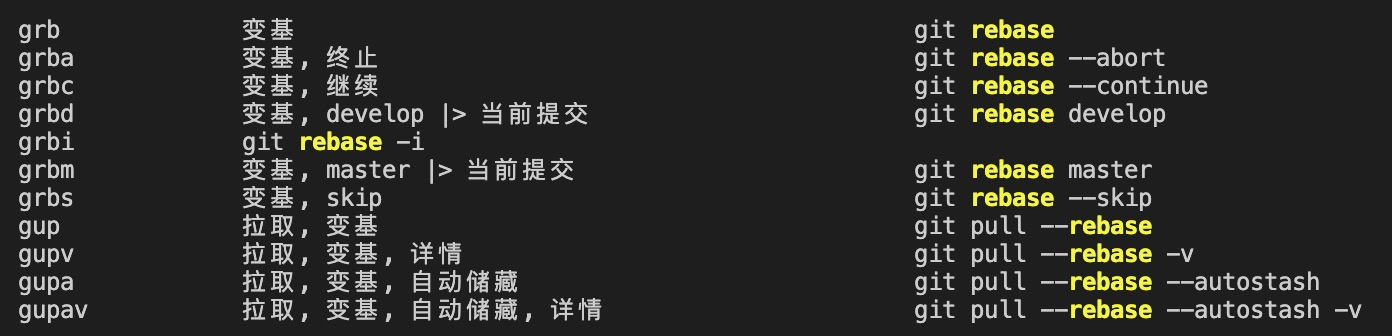 grb 变基 git rebase
grba 变基, 终止 git rebase --abort
grbc 变基, 继续 git rebase --continue
grbd 变基, develop |> 当前提交 git rebase develop
grbi git rebase -i
grbm 变基, master |> 当前提交 git rebase master
grbs 变基, skip git rebase --skip
gup 拉取, 变基 git pull --rebase
gupv 拉取, 变基, 详情 git pull --rebase -v
gupa 拉取, 变基, 自动储藏 git pull --rebase --autostash
gupav 拉取, 变基, 自动储藏, 详情 git pull --rebase --autostash -v